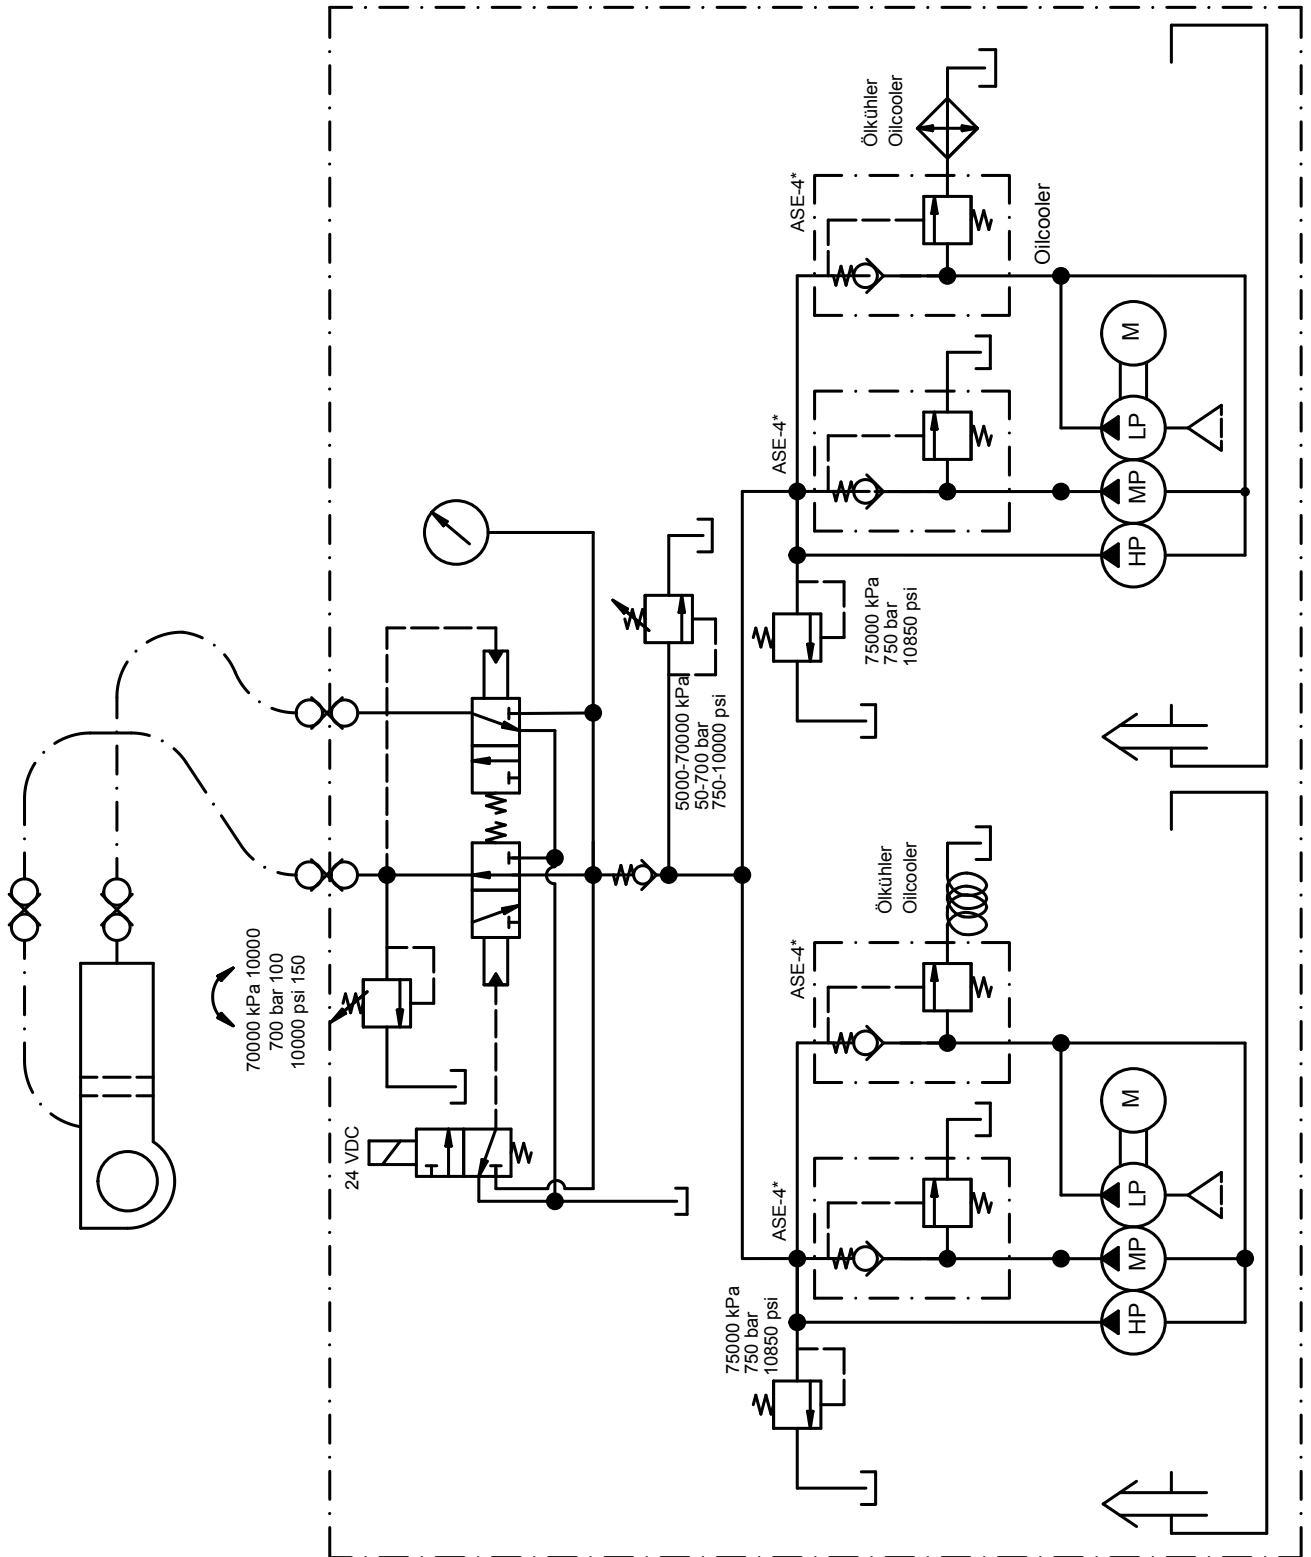 Ölkühler
Oilcooler
ASE-4*
Oilcooler
M
LP
MP
HP
ASE-4*
75000 kPa
750 bar
10850 psi
5000-70000 kPa
50-700 bar
750-10000 psi
70000 kPa 10000
700 bar 100
10000 psi 150
24 VDC
Ölkühler
Oilcooler
ASE-4*
M
LP
MP
HP
ASE-4*
75000 kPa
750 bar
10850 psi